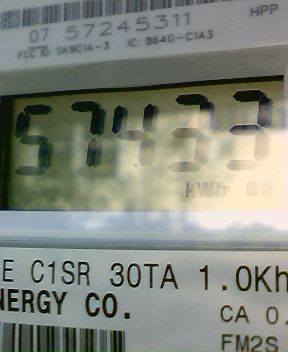 HPP
07 57245311
FCC ID: SK9C1A-3 IC: 864G-C1A3
57433
kWh
E C1SR 30TA 1.0Kh
NERGY CO.
CA 0.
FM2S